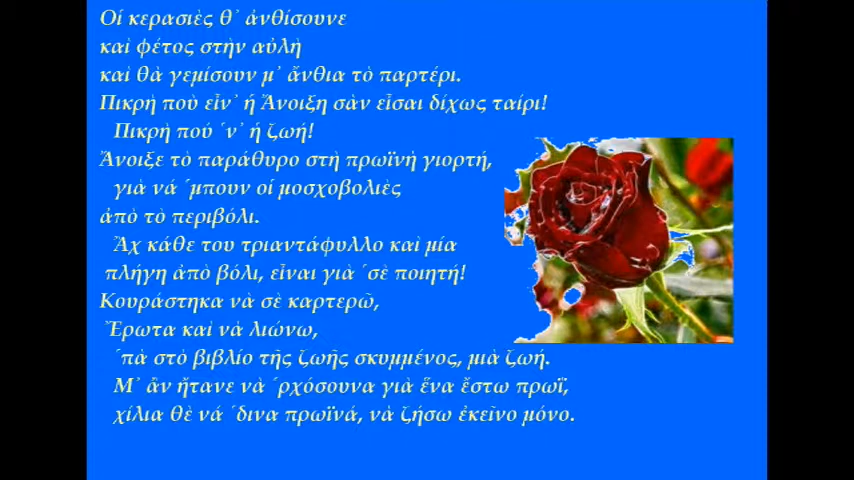 Οἱ κερασιὲς θ᾿ ἀνθίσουνε
καὶ φέτος στὴν αὐλὴ
καὶ θὰ γεμίσουν μ᾿ ἄνθια τὸ παρτέρι.
Πικρὴ ποὺ εἶν᾿ ἡ Ἄνοιξη σὰν εἶσαι δίχως ταίρι!
Πικρὴ πού ᾿ν᾿ ἡ ζωή!
Ἄνοιξε τὸ παράθυρο στὴ πρωϊνὴ γιορτή,
γιὰ νά ᾿μπουν οἱ μοσχοβολιὲς
ἀπὸ τὸ περιβόλι.
Ἂχ κάθε του τριαντάφυλλο καὶ μία
πλήγη ἀπὸ βόλι, εἶναι γιὰ ᾿σὲ ποιητή!
Κουράστηκα νὰ σὲ καρτερῶ,
Ἔρωτα καὶ νὰ λιώνω,
᾿πὰ στὸ βιβλίο τῆς ζωῆς σκυμμένος, μιὰ ζωή.
Μ᾿ ἂν ἤτανε νὰ ᾿ρχόσουνα γιὰ ἕνα ἔστω πρωΐ,
χίλια θὲ νά ᾿δινα πρωϊνά, νὰ ζήσω ἐκεῖνο μόνο.